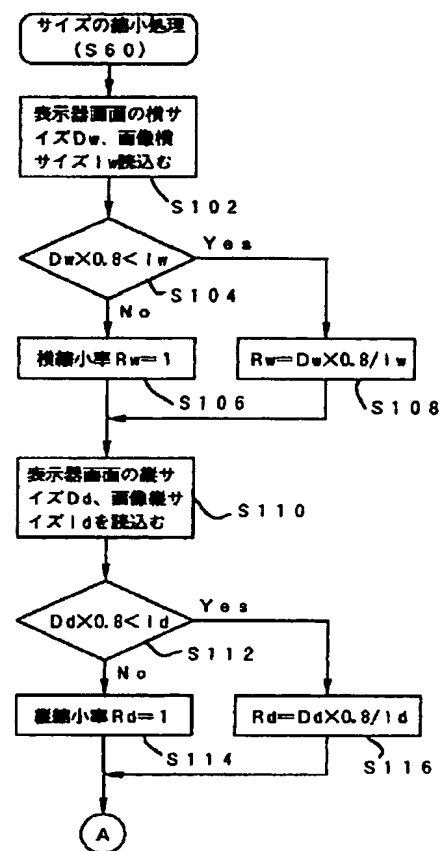 サイズの縮小処理
(S60)
表示器画面の横サ
イズDw、画像横
サイズIw読込む
S102
Dw×0.8<Iw
Yes
S104
No
横縮小率Rw=1
Rw=Dw×0.8/Iw
S106
S108
表示器画面の縦サ
イズDd、画像縦サ
イズIdを読込む
S110
Dd×0.8<Id
Yes
S112
No
縦縮小率Rd=1
Rd=Dd×0.8/Id
S114
S116
A